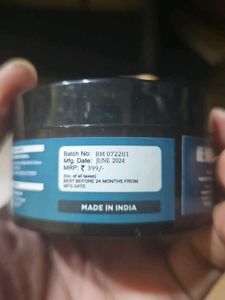 Batch No: BM 072201
Mfg. Date: JUNE 2024
MRP: ₹ 399/-
(Inc. of all taxes)
BEST BEFORE 24 MONTHS FROM
MFG DATE
MADE IN INDIA